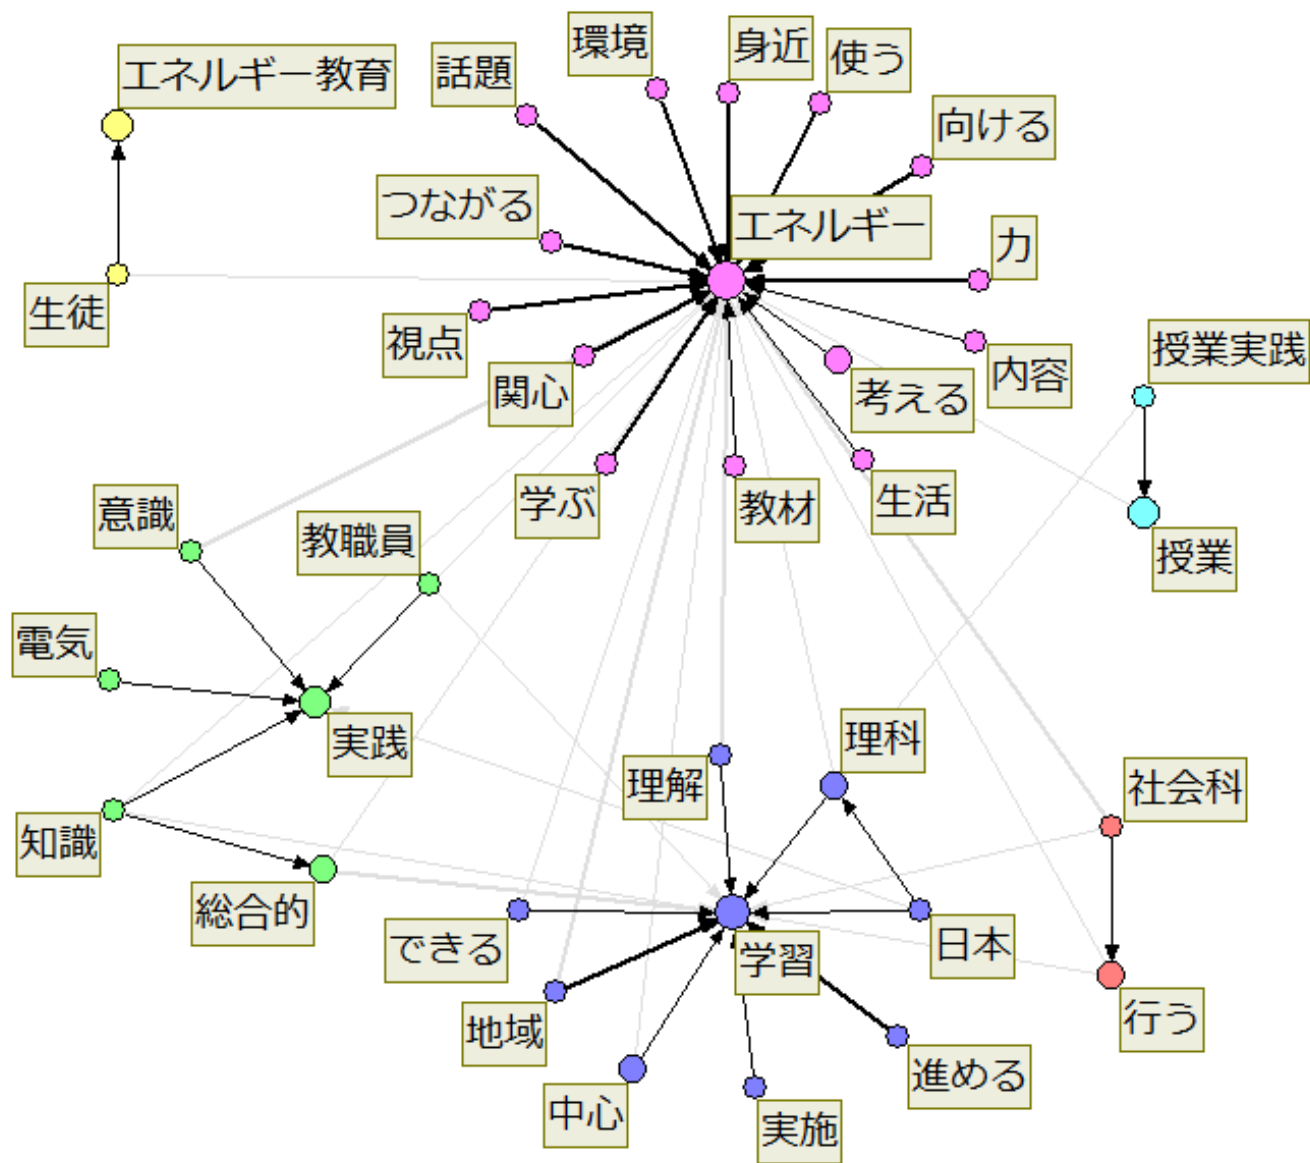 環境
身近
使う
話題
エネルギー教育
向ける
つながる
エネルギー
力
生徒
視点
関心
考える
内容
授業実践
学ぶ
教材
生活
意識
教職員
授業
電気
実践
理解
理科
社会科
知識
総合的
できる
学習
日本
地域
行う
進める
中心
実施